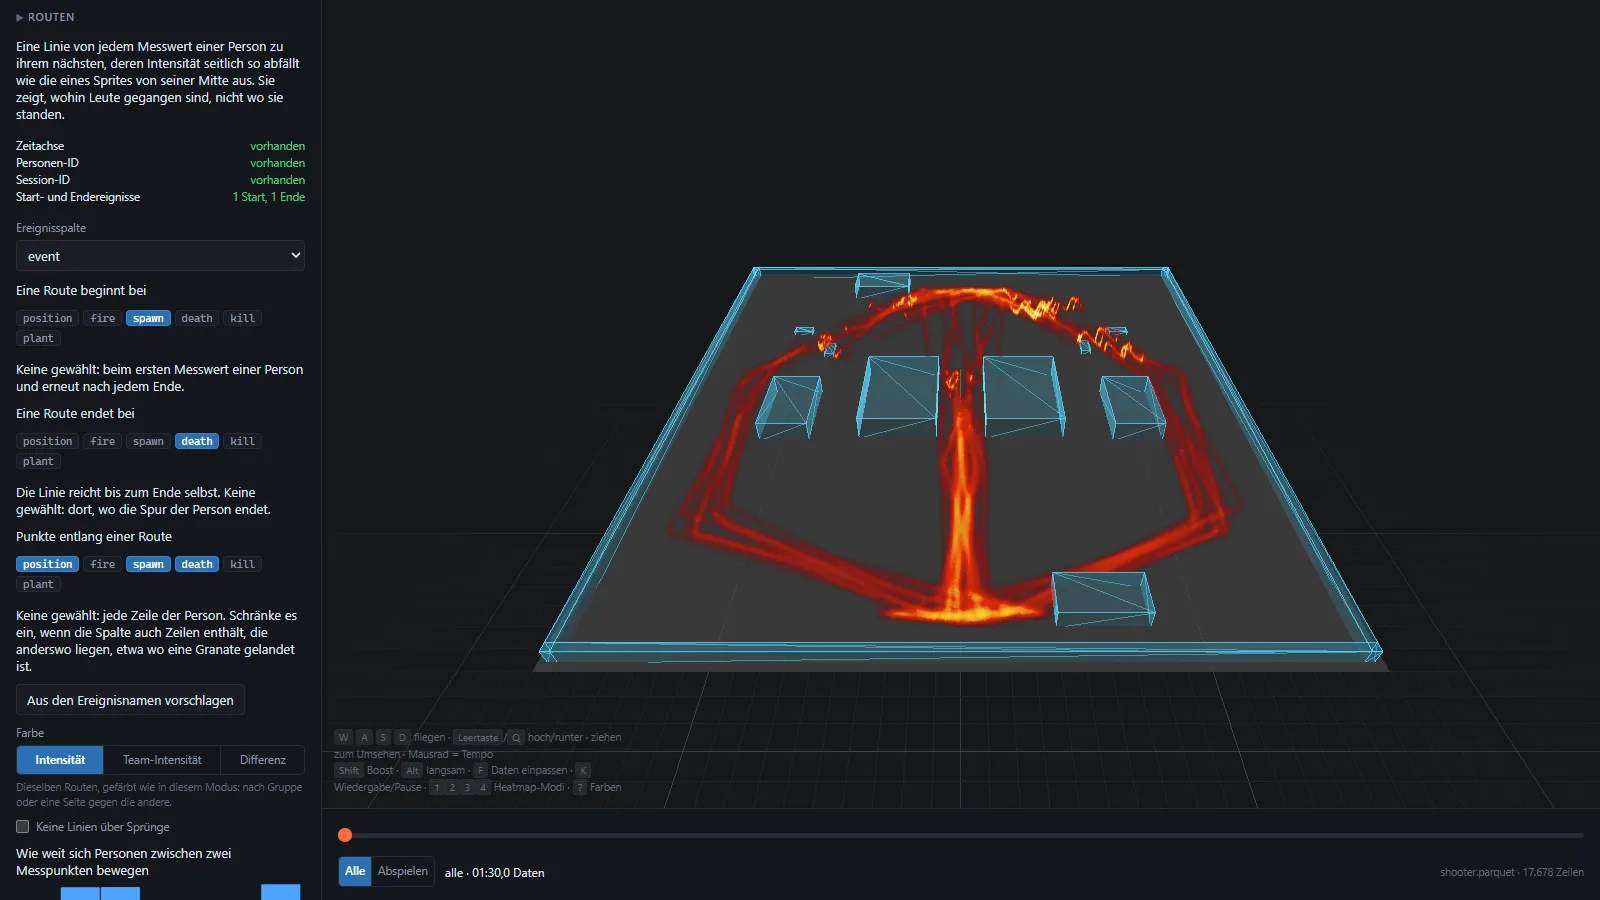 ▶ ROUTEN
Eine Linie von jedem Messwert einer Person zu
ihrem nächsten, deren Intensität seitlich so abfällt
wie die eines Sprites von seiner Mitte aus. Sie
zeigt, wohin Leute gegangen sind, nicht wo sie
standen.
Zeitachse vorhanden
Personen-ID vorhanden
Session-ID vorhanden
Start- und Endereignisse 1 Start, 1 Ende
Ereignisspalte
event
Eine Route beginnt bei
position fire spawn death kill
plant
Keine gewählt: beim ersten Messwert einer Person
und erneut nach jedem Ende.
Eine Route endet bei
position fire spawn death kill
plant
Die Linie reicht bis zum Ende selbst. Keine
gewählt: dort, wo die Spur der Person endet.
Punkte entlang einer Route
position fire spawn death kill
plant
Keine gewählt: jede Zeile der Person. Schränke es
ein, wenn die Spalte auch Zeilen enthält, die
anderswo liegen, etwa wo eine Granate gelandet
ist.
Aus den Ereignisnamen vorschlagen
Farbe
Intensität Team-Intensität Differenz
Dieselben Routen, gefärbt wie in diesem Modus: nach Gruppe
oder eine Seite gegen die andere.
Keine Linien über Sprünge
Wie weit sich Personen zwischen zwei
Messpunkten bewegen
W A S D fliegen · Leertaste / Q hoch/runter · ziehen
zum Umsehen · Mausrad = Tempo
Shift Boost · Alt langsam · F Daten einpassen · K
Wiedergabe/Pause · 1 2 3 4 Heatmap-Modi · ? Farben
Alle Abspielen alle · 01:30,0 Daten
shooter.parquet · 17.678 Zeilen